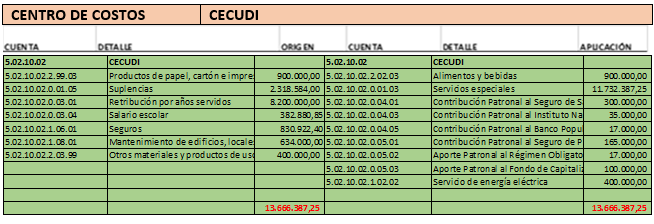 CENTRO DE COSTOS CECUDI
CUENTA DETALLE ORIGEN CUENTA DETALLE APLICACIÓN
5.02.10.02 CECUDI 5.02.10.02 CECUDI
5.02.10.02.2.99.03 Productos de papel, cartón e impre 900.000,00 5.02.10.02.2.02.03 Alimentos y bebidas 900.000,00
5.02.10.02.0.01.05 Suplencias 2.318.584,00 5.02.10.02.0.01.03 Servicios especiales 11.732.387,25
5.02.10.02.0.03.01 Retribución por años servidos 8.200.000,00 5.02.10.02.0.04.01 Contribución Patronal al Seguro de S 300.000,00
5.02.10.02.0.03.04 Salario escolar 382.880,85 5.02.10.02.0.04.03 Contribución Patronal al Instituto Na 35.000,00
5.02.10.02.1.06.01 Seguros 830.922,40 5.02.10.02.0.04.05 Contribución Patronal al Banco Popu 17.000,00
5.02.10.02.1.08.01 Mantenimiento de edificios, locale 634.000,00 5.02.10.02.0.05.01 Contribución Patronal al Seguro de P 165.000,00
5.02.10.02.2.03.99 Otros materiales y productos de uso 400.000,00 5.02.10.02.0.05.02 Aporte Patronal al Régimen Obligato 17.000,00
5.02.10.02.0.05.03 Aporte Patronal al Fondo de Capitaliz 100.000,00
5.02.10.02.1.02.02 Servicio de energía eléctrica 400.000,00
13.666.387,25 13.666.387,25